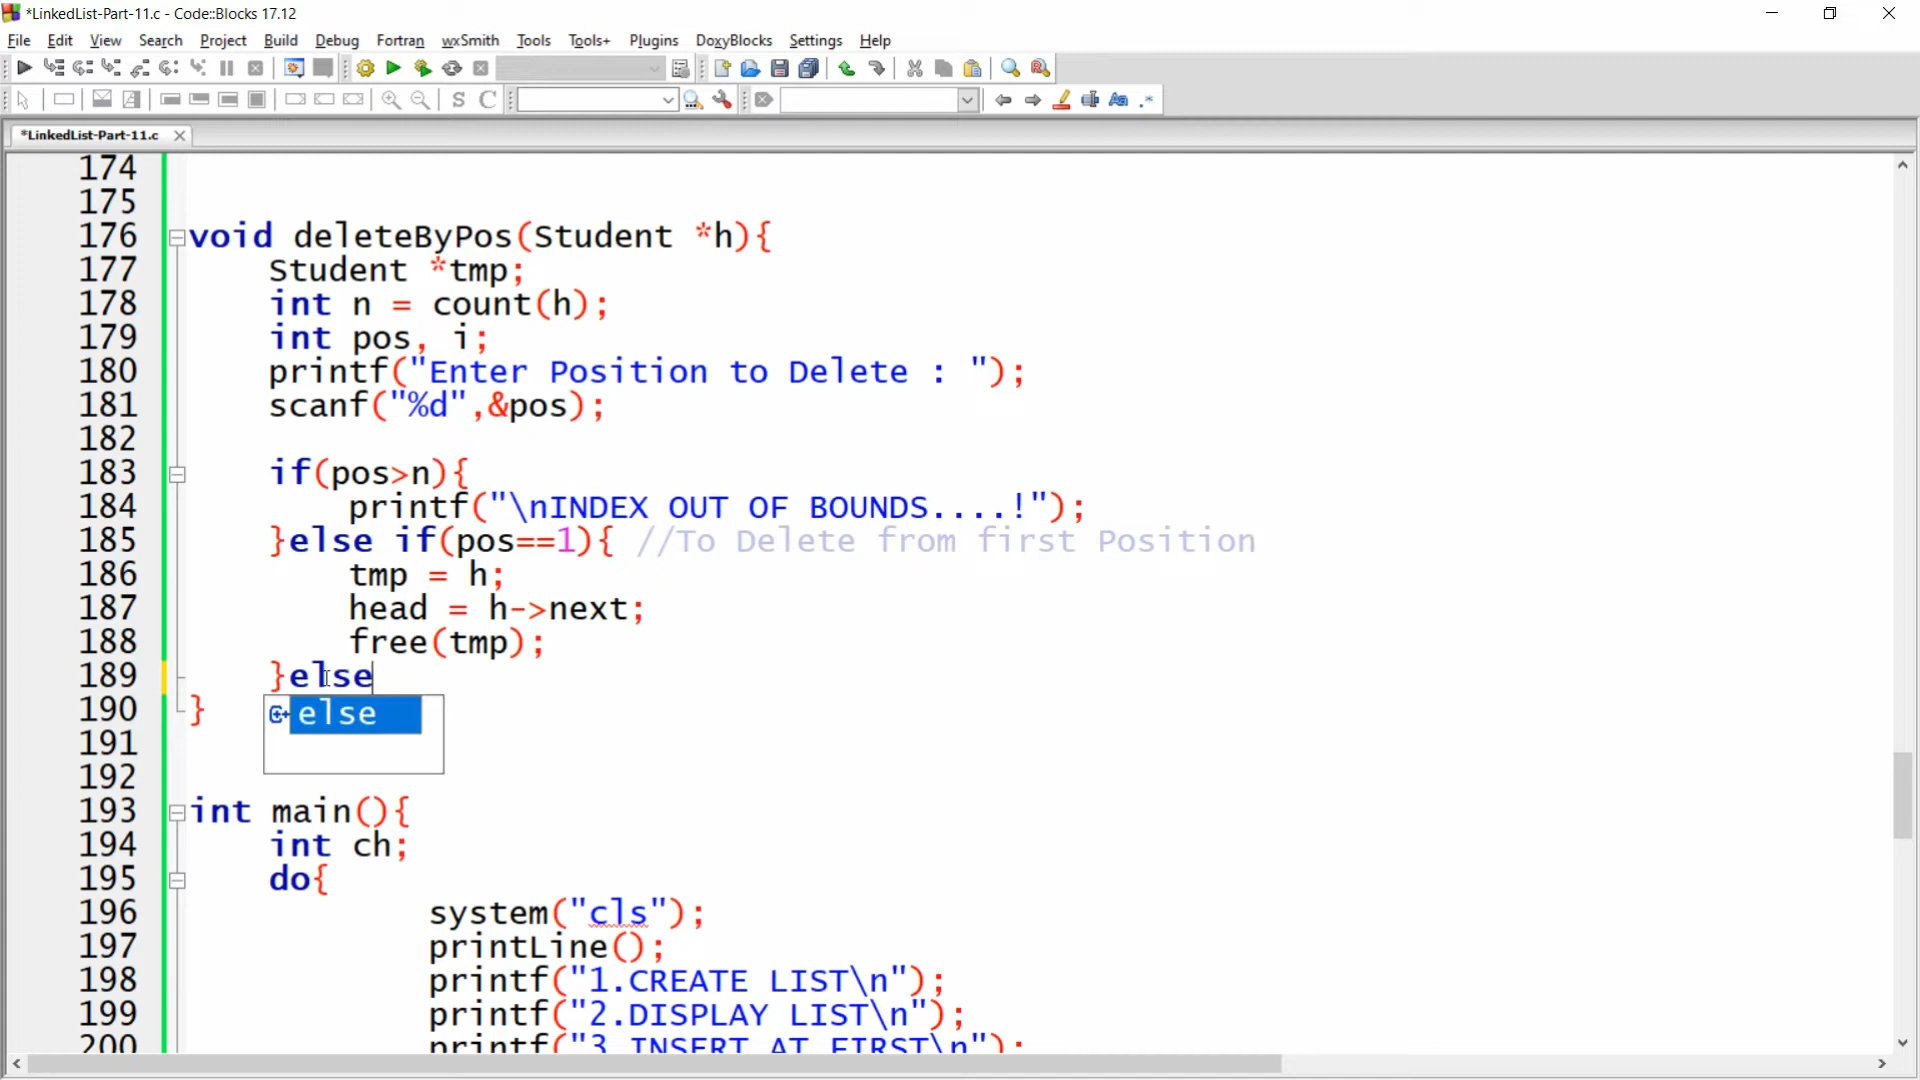 *LinkedList-Part-11.c - Code::Blocks 17.12
File Edit View Search Project Build Debug Fortran wxSmith Tools Tools+ Plugins DoxyBlocks Settings Help
*LinkedList-Part-11.c
174
175
176 void deleteByPos(Student *h){
177 Student *tmp;
178 int n = count(h);
179 int pos, i;
180 printf("Enter Position to Delete : ");
181 scanf("%d",&pos);
182
183 if(pos>n){
184 printf("\nINDEX OUT OF BOUNDS....!");
185 }else if(pos==1){ //To Delete from first Position
186 tmp = h;
187 head = h->next;
188 free(tmp);
189 }else
190 } else
191
192
193 int main(){
194 int ch;
195 do{
196 system("cls");
197 printLine();
198 printf("1.CREATE LIST\n");
199 printf("2.DISPLAY LIST\n");
200 printf("3.INSERT AT FIRST\n");